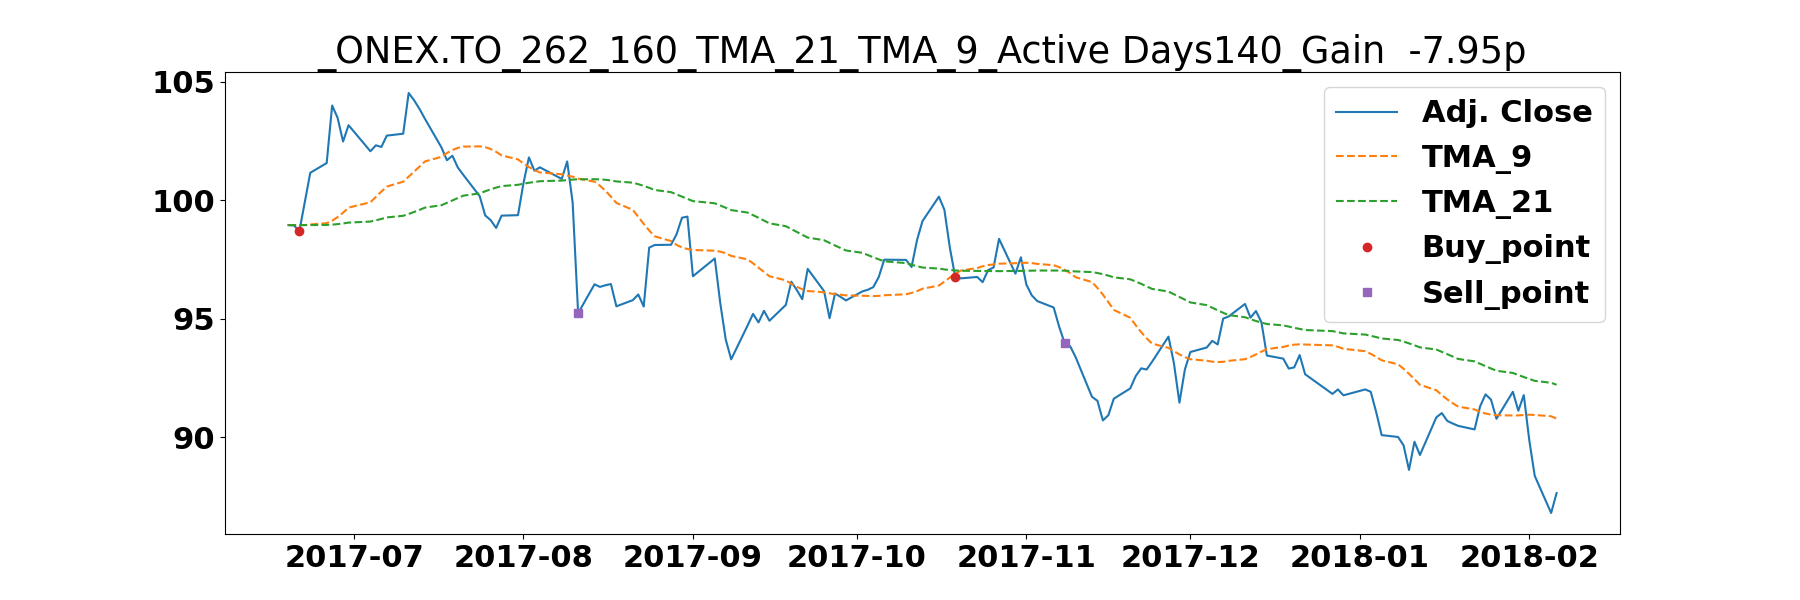 _ONEX.TO_262_160_TMA_21_TMA_9_Active Days140_Gain  -7.95p
105
100
95
90
Adj. Close
TMA_9
TMA_21
Buy_point
Sell_point
2017-07 2017-08 2017-09 2017-10 2017-11 2017-12 2018-01 2018-02